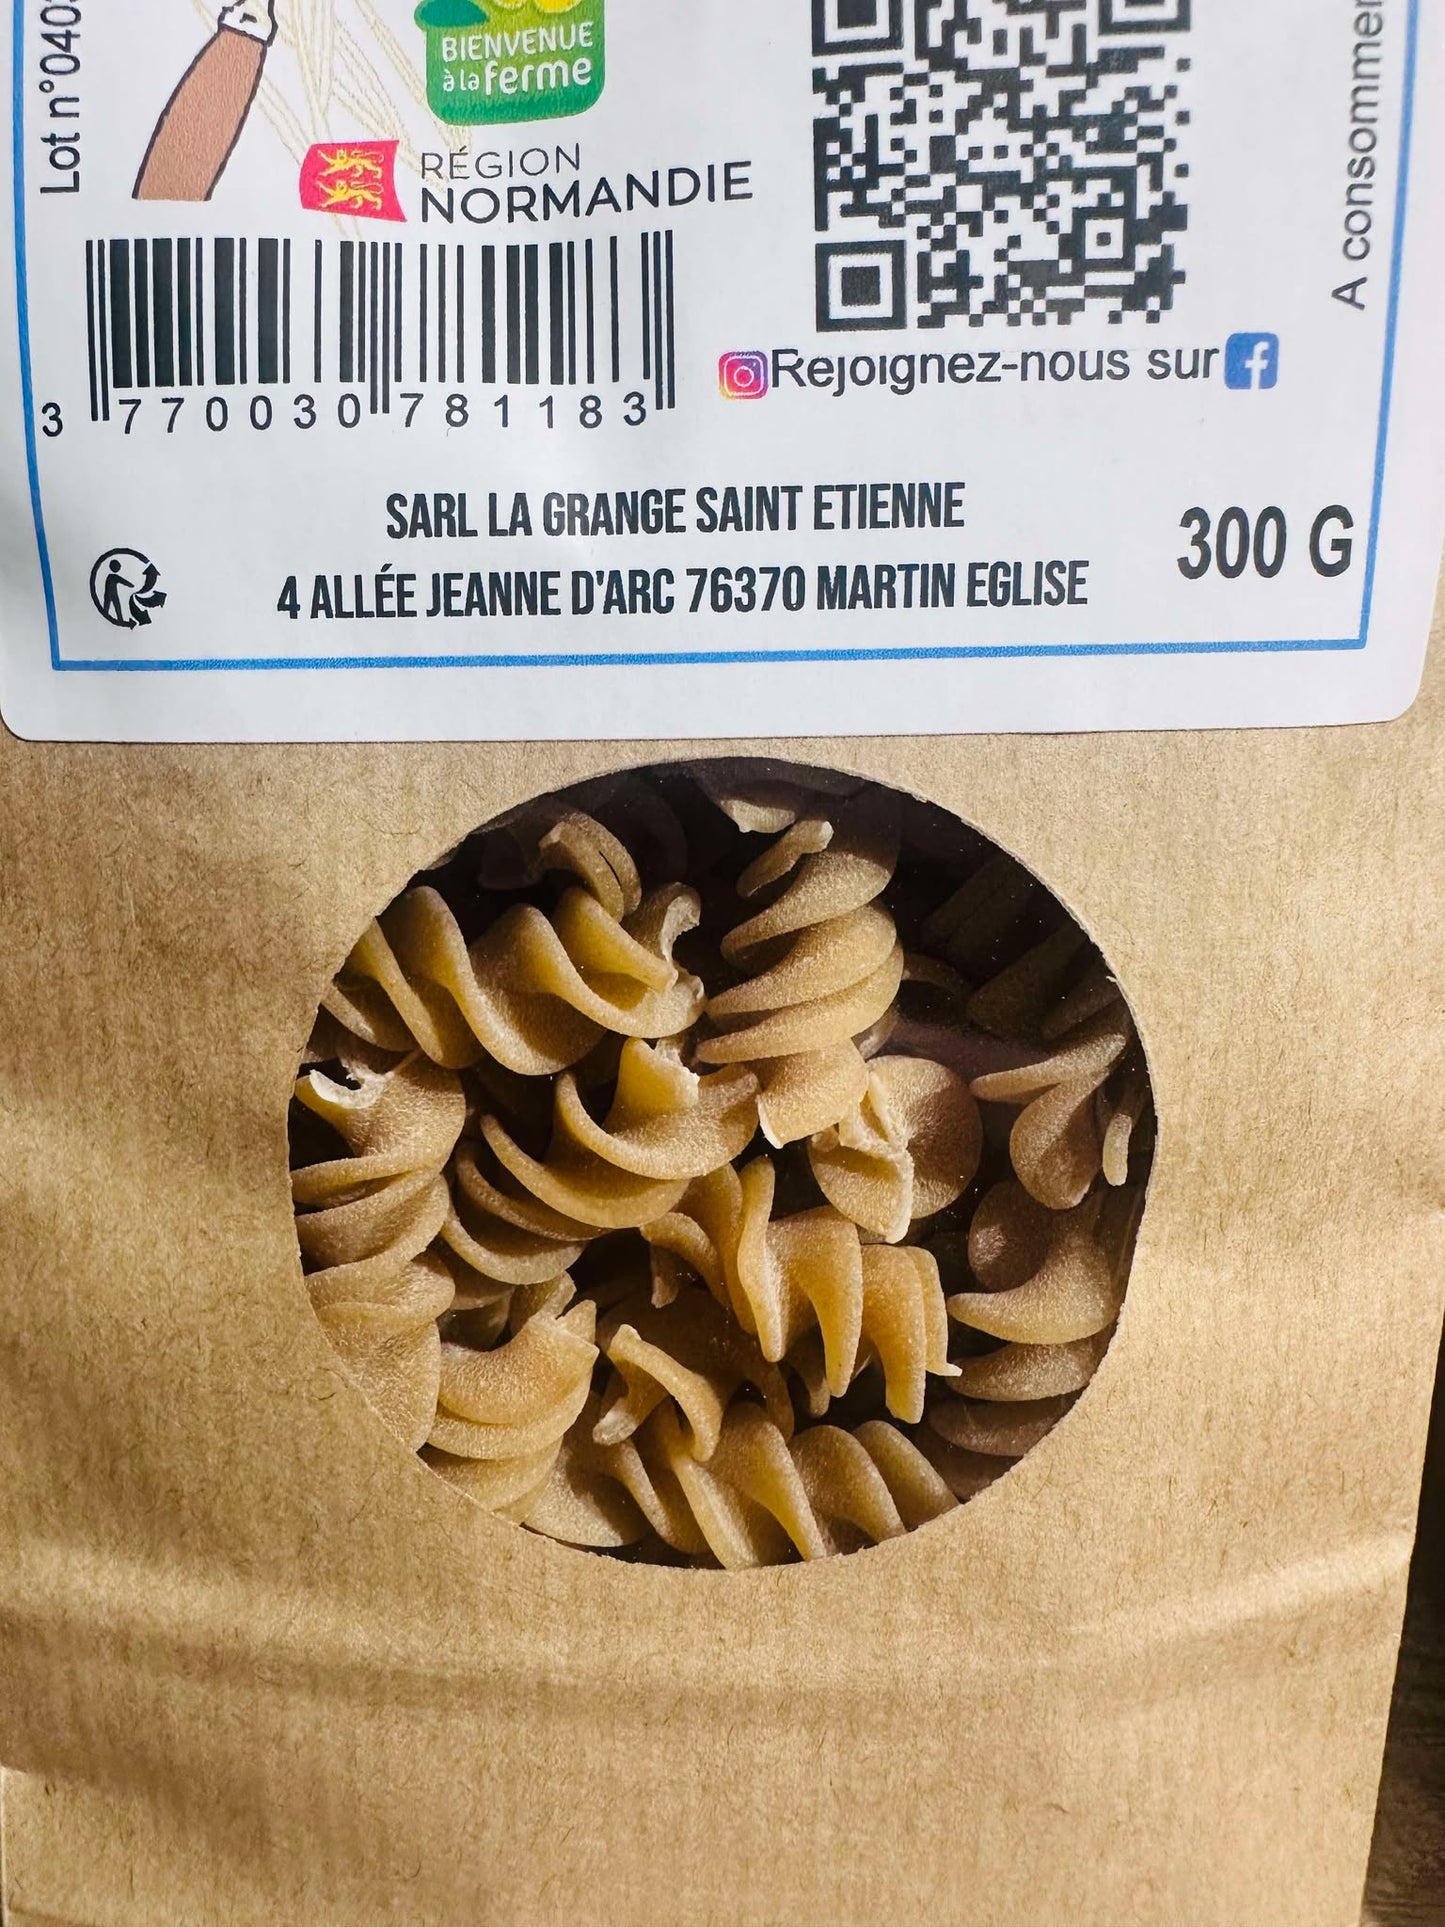 Lot n°040
BIENVENUE
à la ferme
RÉGION
NORMANDIE
3 770030 781183
Rejoignez-nous sur
A consommer
SARL LA GRANGE SAINT ETIENNE
4 ALLÉE JEANNE D'ARC 76370 MARTIN EGLISE
300 G